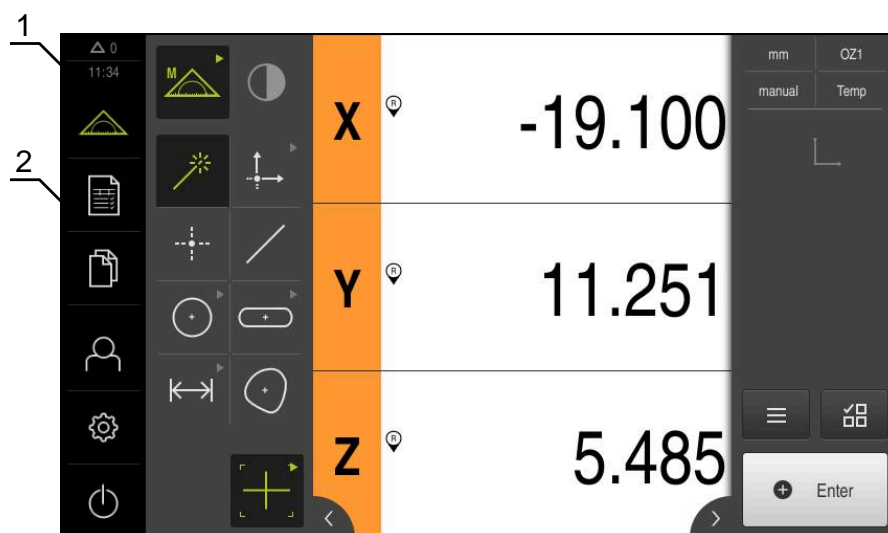 1
0
11:34
M
2
X
R
-19.100
Y
R
11.251
Z
R
5.485
mm
OZ1
manual
Temp
Enter